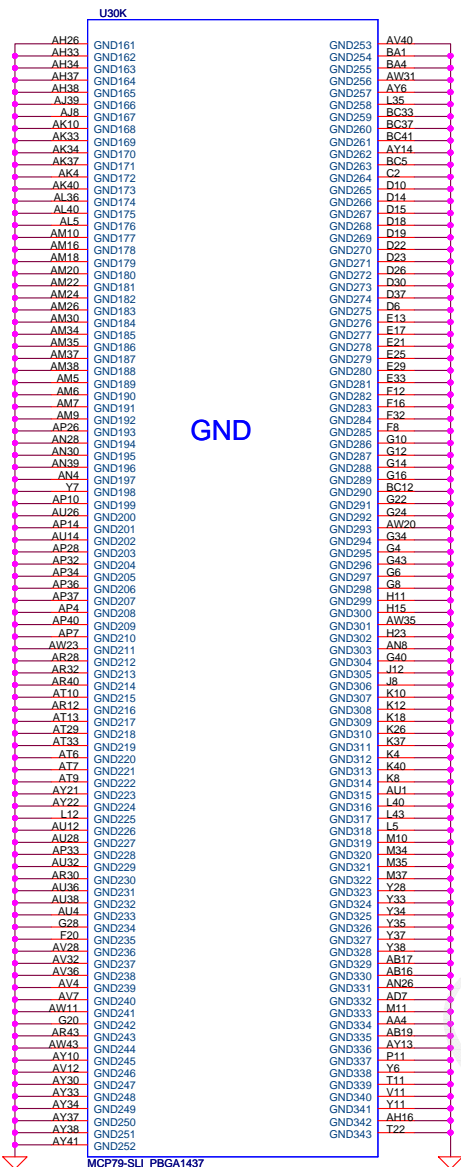 U30K
AH26 GND161 GND253 AV40
AH33 GND162 GND254 BA1
AH34 GND163 GND255 BA4
AH37 GND164 GND256 AW31
AH38 GND165 GND257 AY6
AJ39 GND166 GND258 L35
AJ8 GND167 GND259 BC33
AK10 GND168 GND260 BC37
AK33 GND169 GND261 BC41
AK34 GND170 GND262 AY14
AK37 GND171 GND263 BC5
AK4 GND172 GND264 C2
AK40 GND173 GND265 D10
AL36 GND174 GND266 D14
AL40 GND175 GND267 D15
AL5 GND176 GND268 D18
AM10 GND177 GND269 D19
AM16 GND178 GND270 D22
AM18 GND179 GND271 D23
AM20 GND180 GND272 D26
AM22 GND181 GND273 D30
AM24 GND182 GND274 D37
AM26 GND183 GND275 D6
AM30 GND184 GND276 E13
AM34 GND185 GND277 E17
AM35 GND186 GND278 E21
AM37 GND187 GND279 E25
AM38 GND188 GND280 E29
AM5 GND189 GND281 E33
AM6 GND190 GND282 F12
AM7 GND191 GND283 F16
AM9 GND192 GND284 F32
GND
AP26 GND193 GND285 F8
AN28 GND194 GND286 G10
AN30 GND195 GND287 G12
AN39 GND196 GND288 G14
AN4 GND197 GND289 G16
Y7 GND198 GND290 BC12
AP10 GND199 GND291 G22
AU26 GND200 GND292 G24
AP14 GND201 GND293 AW20
AU14 GND202 GND294 G34
AP28 GND203 GND295 G4
AP32 GND204 GND296 G43
AP34 GND205 GND297 G6
AP36 GND206 GND298 G8
AP37 GND207 GND299 H11
AP4 GND208 GND300 H15
AP40 GND209 GND301 AW35
AP7 GND210 GND302 H23
AW23 GND211 GND303 AN8
AR28 GND212 GND304 G40
AR32 GND213 GND305 J12
AR40 GND214 GND306 J8
AT10 GND215 GND307 K10
AR12 GND216 GND308 K12
AT13 GND217 GND309 K18
AT29 GND218 GND310 K26
AT33 GND219 GND311 K37
AT6 GND220 GND312 K4
AT7 GND221 GND313 K40
AT9 GND222 GND314 K8
AY21 GND223 GND315 AU1
AY22 GND224 GND316 L40
L12 GND225 GND317 L43
AU12 GND226 GND318 L5
AU28 GND227 GND319 M10
AP33 GND228 GND320 M34
AU32 GND229 GND321 M35
AR30 GND230 GND322 M37
AU36 GND231 GND323 Y28
AU38 GND232 GND324 Y33
AU4 GND233 GND325 Y34
G28 GND234 GND326 Y35
F20 GND235 GND327 Y37
AV28 GND236 GND328 Y38
AV32 GND237 GND329 AB17
AV36 GND238 GND330 AB16
AV4 GND239 GND331 AN26
AV7 GND240 GND332 AD7
AW11 GND241 GND333 M11
G20 GND242 GND334 AA4
AR43 GND243 GND335 AB19
AW43 GND244 GND336 AY13
AY10 GND245 GND337 P11
AV12 GND246 GND338 Y6
AY30 GND247 GND339 T11
AY33 GND248 GND340 V11
AY34 GND249 GND341 Y11
AY37 GND250 GND342 AH16
AY38 GND251 GND343 T22
AY41 GND252
MCP79-SLI PBGA1437